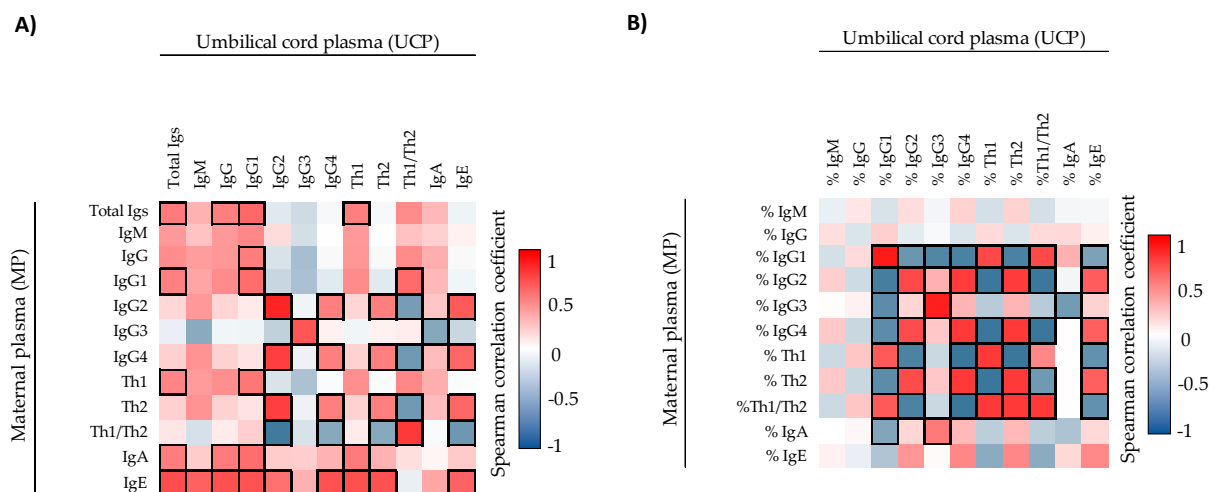 A)
Umbilical cord plasma (UCP)
Total Igs
IgM
IgG
IgG1
IgG2
IgG3
IgG4
Th1
Th2
Th1/Th2
IgA
IgE
Maternal plasma (MP)
Total Igs
IgM
IgG
IgG1
IgG2
IgG3
IgG4
Th1
Th2
Th1/Th2
IgA
IgE
1
0.5
0
-0.5
-1
Spearman correlation coefficient
B)
Umbilical cord plasma (UCP)
% IgM
% IgG
% IgG1
% IgG2
% IgG3
% IgG4
% Th1
% Th2
%Th1/Th2
% IgA
% IgE
Maternal plasma (MP)
% IgM
% IgG
% IgG1
% IgG2
% IgG3
% IgG4
% Th1
% Th2
%Th1/Th2
% IgA
% IgE
1
0.5
0
-0.5
-1
Spearman correlation coefficient